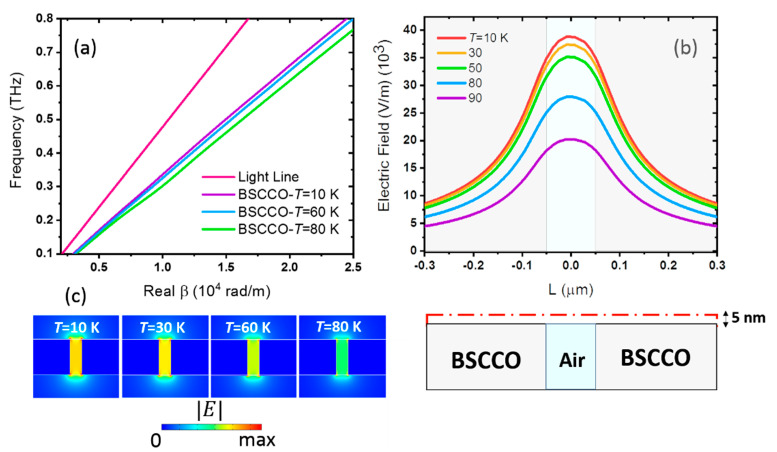 (a)
Frequency (THz)
0.8
0.7
0.6
0.5
0.4
0.3
0.2
0.1
Light Line
BSCCO-T=10 K
BSCCO-T=60 K
BSCCO-T=80 K
0.5 1.0 1.5 2.0 2.5
Real β (10⁴ rad/m)
(b)
Electric Field (V/m) (10³)
40
35
30
25
20
15
10
5
0
T=10 K
30
50
80
90
-0.3 -0.2 -0.1 0.0 0.1 0.2 0.3
L (μm)
(c)
T=10 K T=30 K T=60 K T=80 K
|E|
0 max
5 nm
BSCCO Air BSCCO